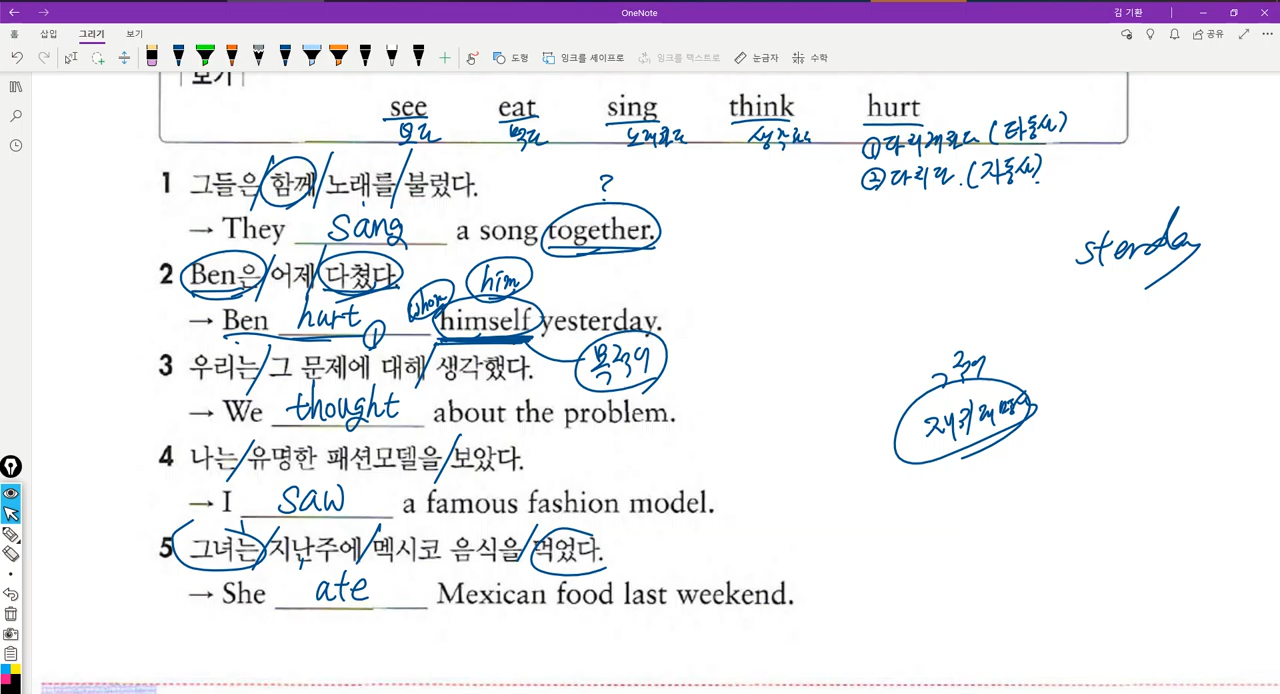 OneNote
김 기환
홈 삽입 그리기 보기
공유
도형 잉크를 셰이프로 잉크를 텍스트로 눈금자 수학
보기
see eat sing think hurt
보다 먹다 노래하다 생각하다 ① 다치게 하다 (타동사)
② 다치다. (자동사)
1 그들은 함께 노래를 불렀다.
?
→ They sang a song together.
sterday
2 Ben은 어제 다쳤다.
whom him
→ Ben hurt ① himself yesterday.
목적어
3 우리는 그 문제에 대해 생각했다.
→ We thought about the problem.
재귀대명사
4 나는 유명한 패션모델을 보았다.
→ I saw a famous fashion model.
5 그녀는 지난주에 멕시코 음식을 먹었다.
→ She ate Mexican food last weekend.